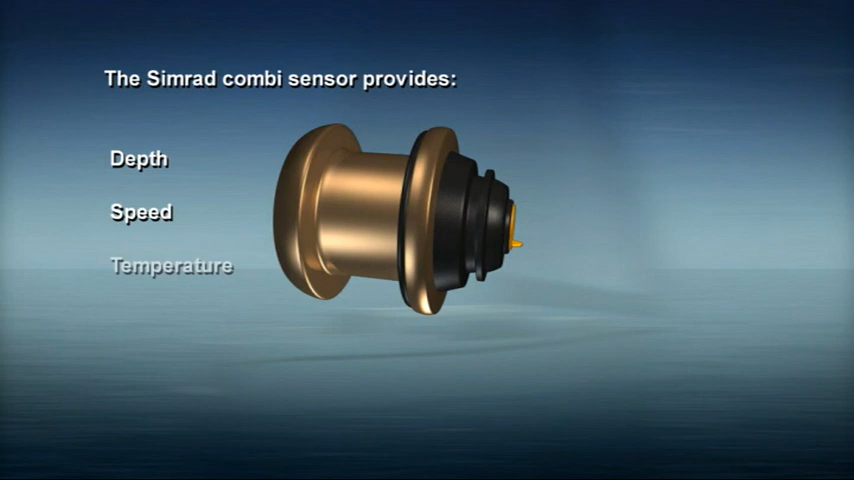 The Simrad combi sensor provides:
Depth
Speed
Temperature